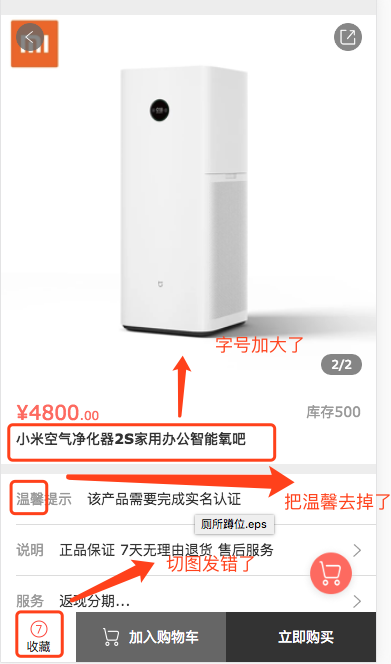 mi
字号加大了
2/2
¥4800.00
库存500
小米空气净化器2S家用办公智能氧吧
温馨提示 该产品需要完成实名认证
把温馨去掉了
厕所蹲位.eps
说明 正品保证 7天无理由退货 售后服务
切图发错了
服务 返现分期...
7
收藏
加入购物车
立即购买